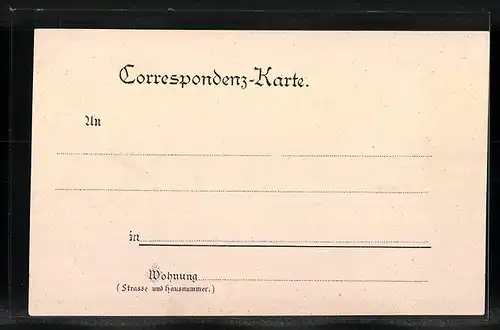 Correspondenz-Karte.
An
in
Wohnung
(Strasse und Hausnummer.)